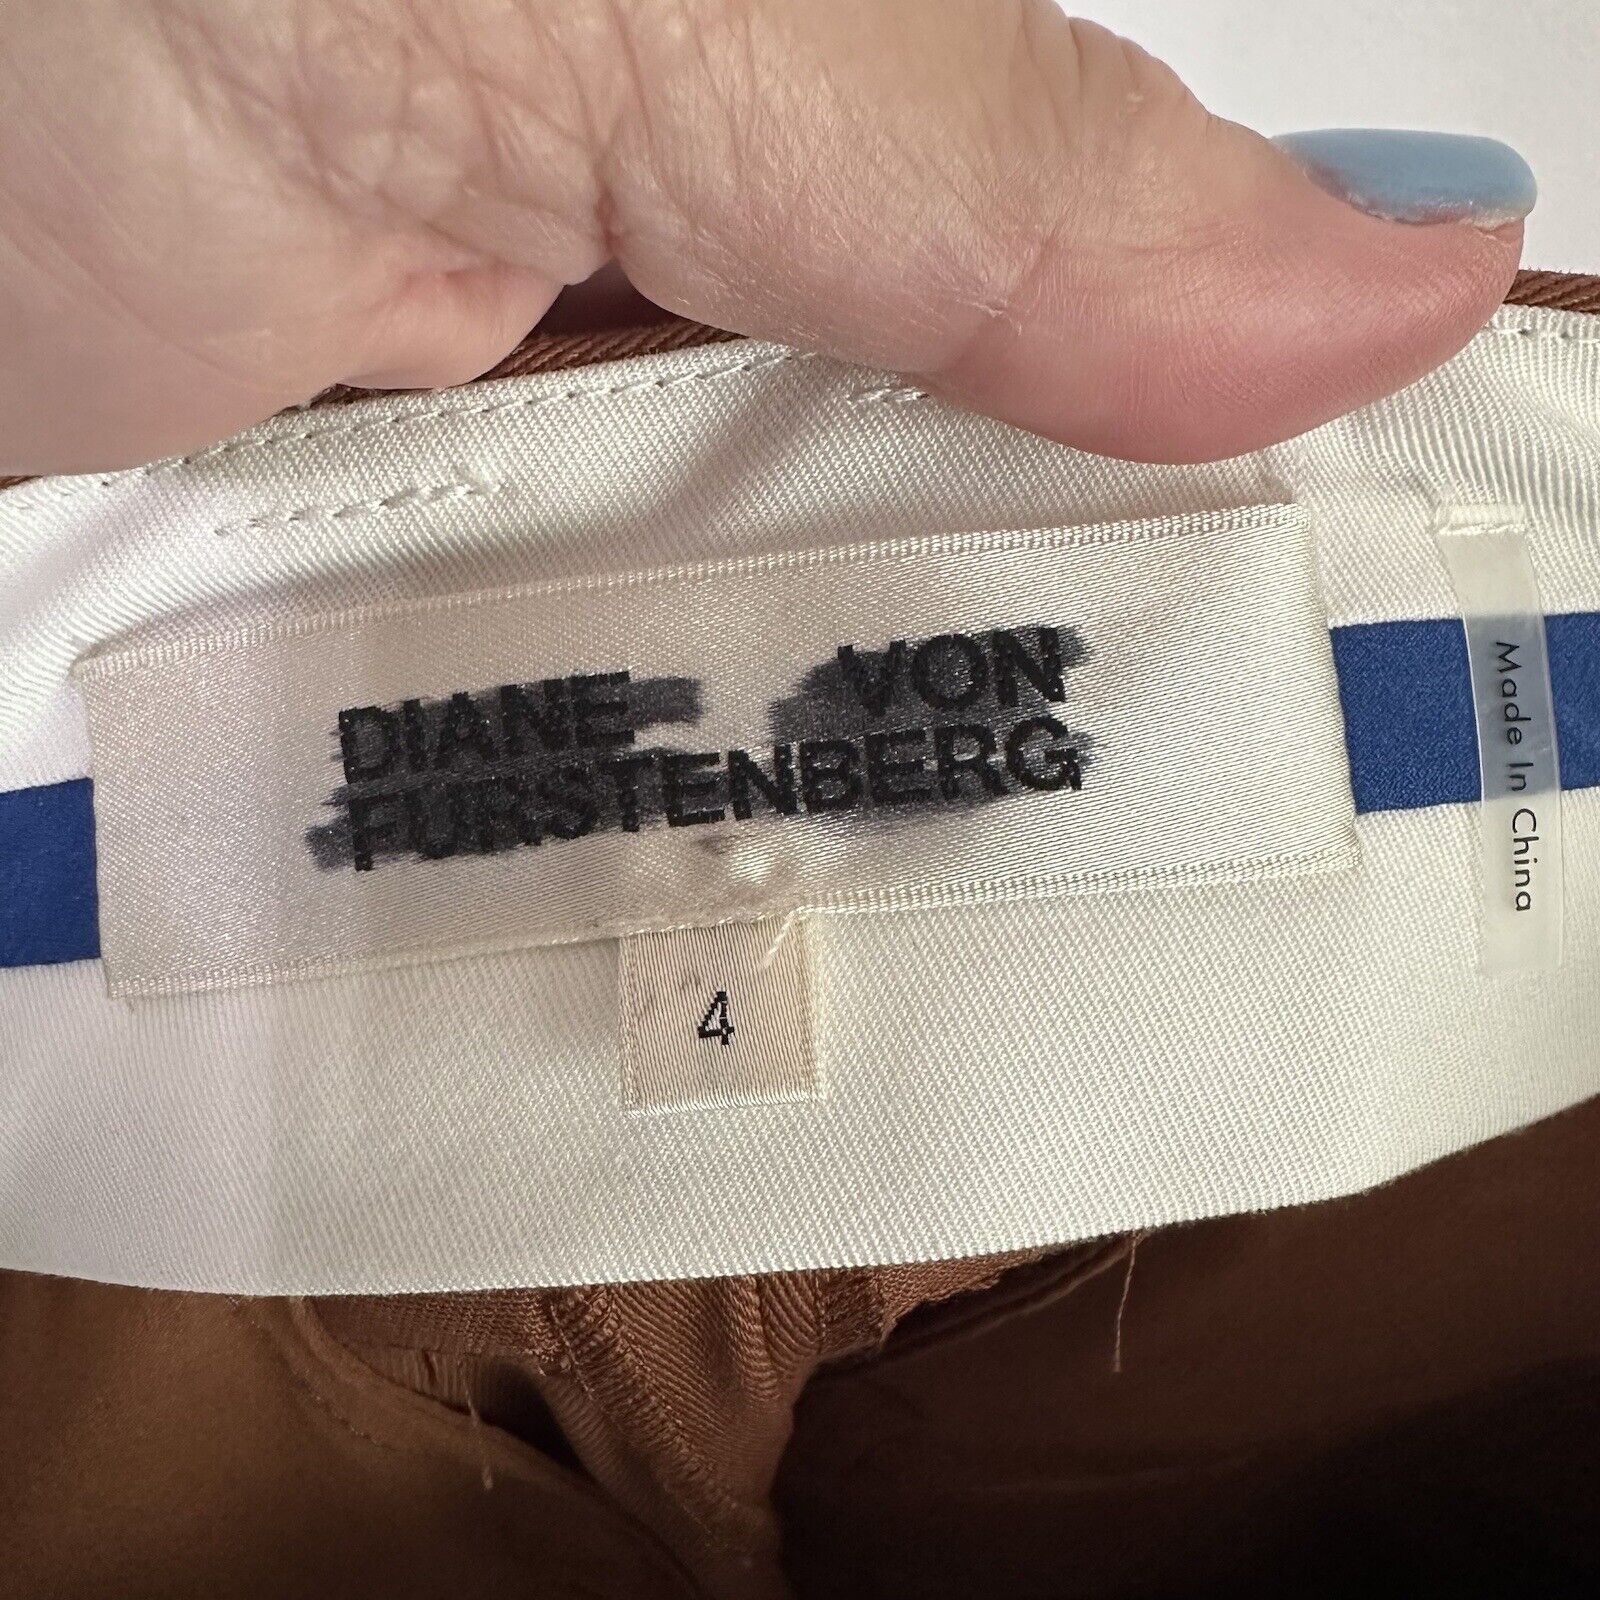 DIANE VON
FURSTENBERG
4
Made In China